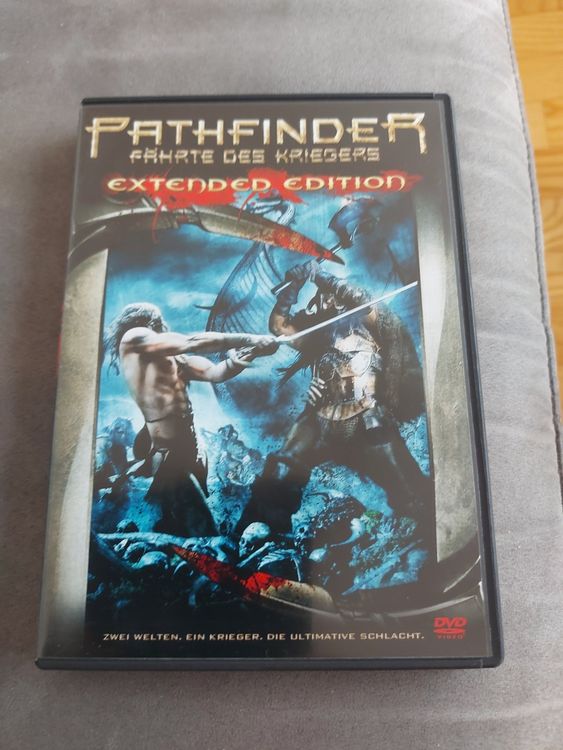 PATHFINDER
FÄHRTE DES KRIEGERS
EXTENDED EDITION
ZWEI WELTEN. EIN KRIEGER. DIE ULTIMATIVE SCHLACHT.
DVD
VIDEO